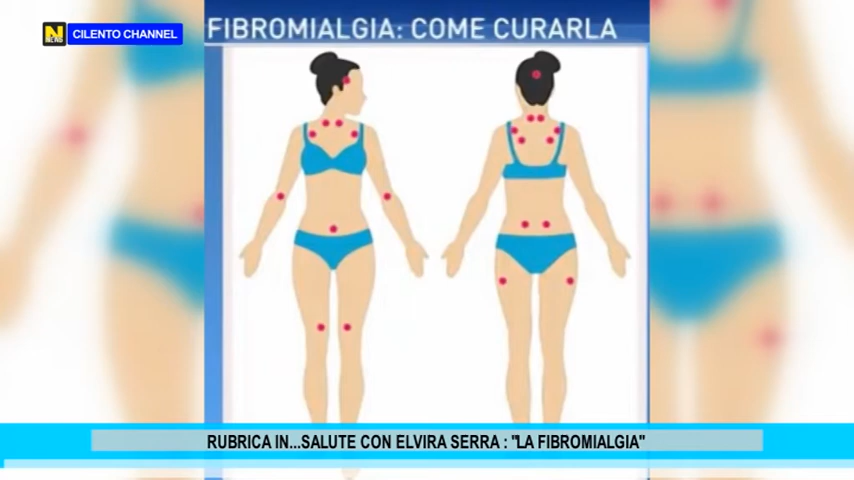 CILENTO CHANNEL
FIBROMIALGIA: COME CURARLA
RUBRICA IN...SALUTE CON ELVIRA SERRA : "LA FIBROMIALGIA"